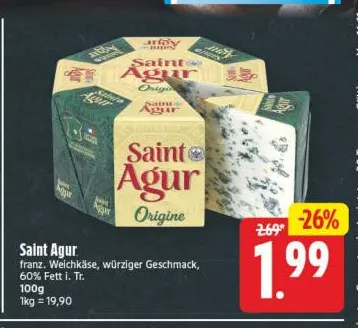 Saint
Agur
Origine
Saint
Agur
Saint
Agur
Origine
Saint Agur
franz. Weichkäse, würziger Geschmack,
60% Fett i. Tr.
100g
1kg = 19,90
-26%
2.69*
1.99